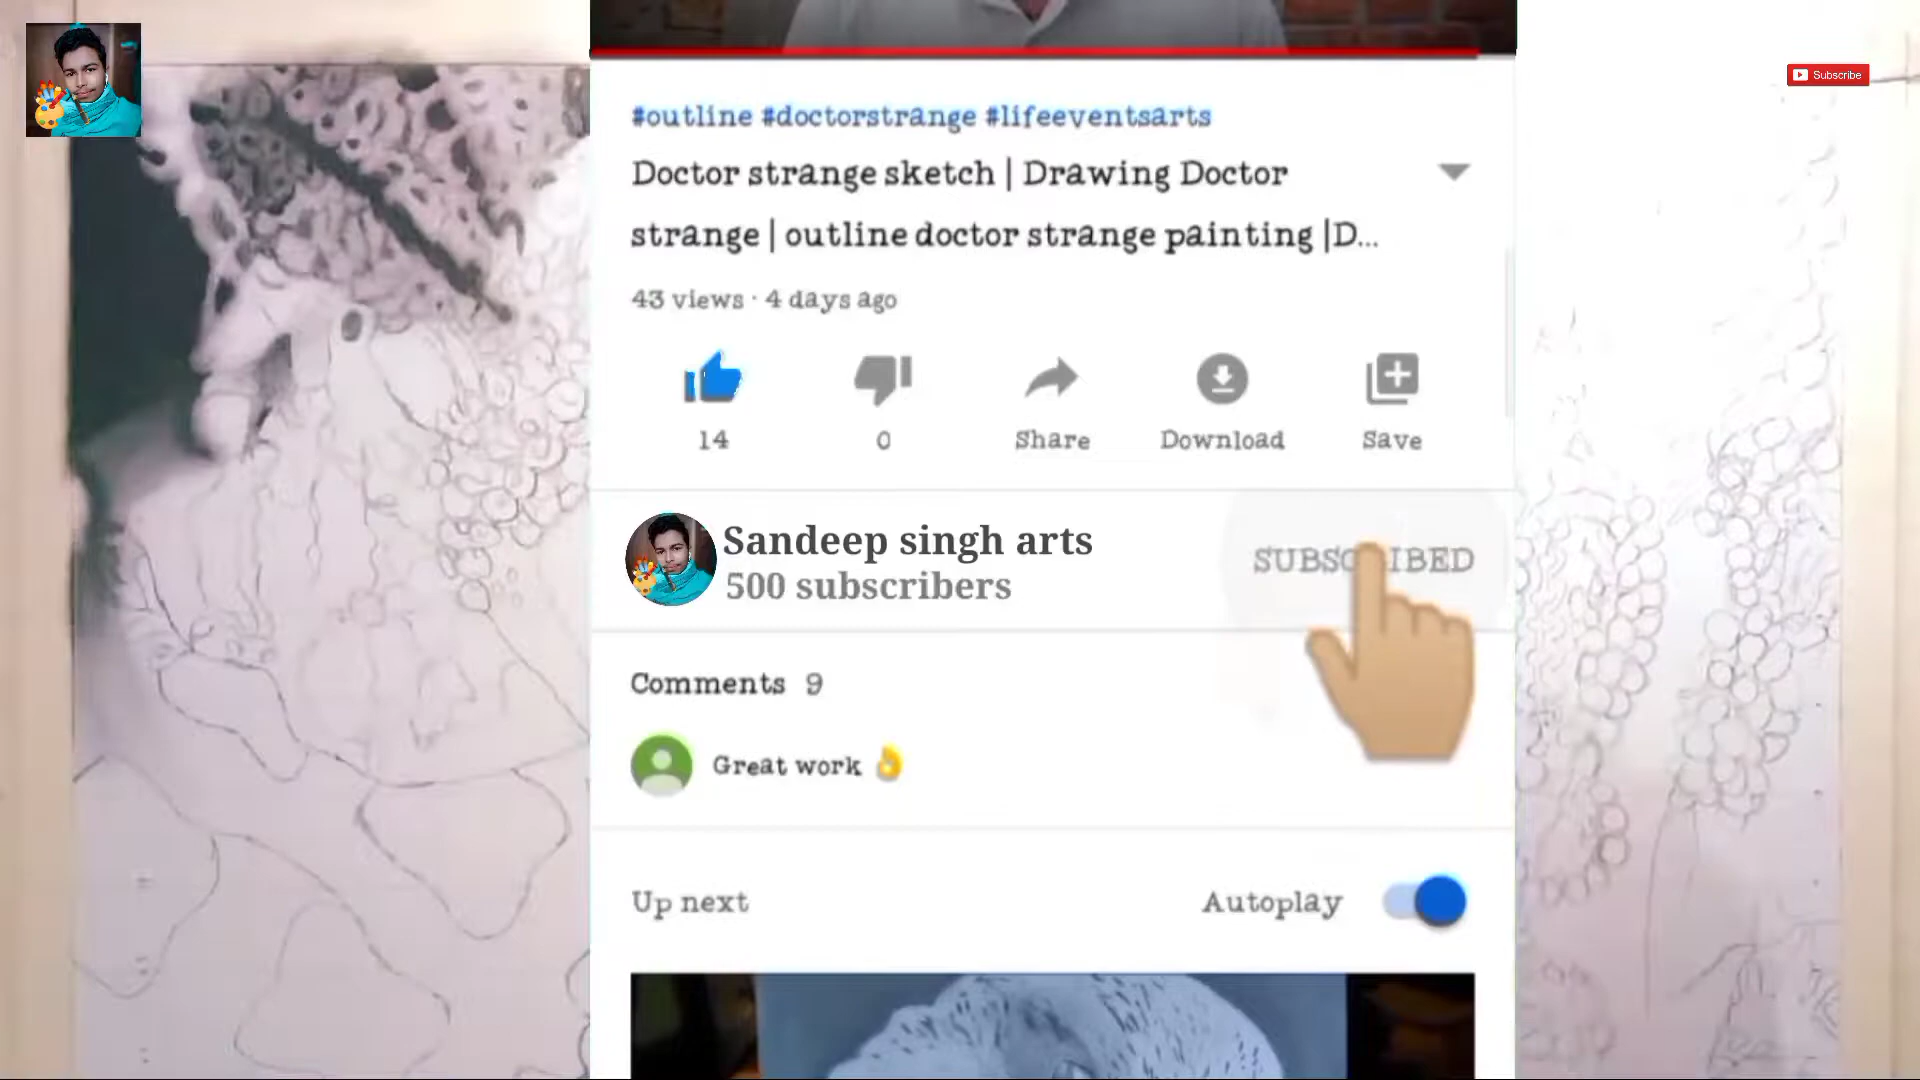 Subscribe
#outline #doctorstrange #lifeeventsarts
Doctor strange sketch | Drawing Doctor
strange | outline doctor strange painting |D...
43 views · 4 days ago
14
0
Share
Download
Save
Sandeep singh arts
500 subscribers
SUBSCRIBED
Comments 9
Great work 👌
Up next
Autoplay